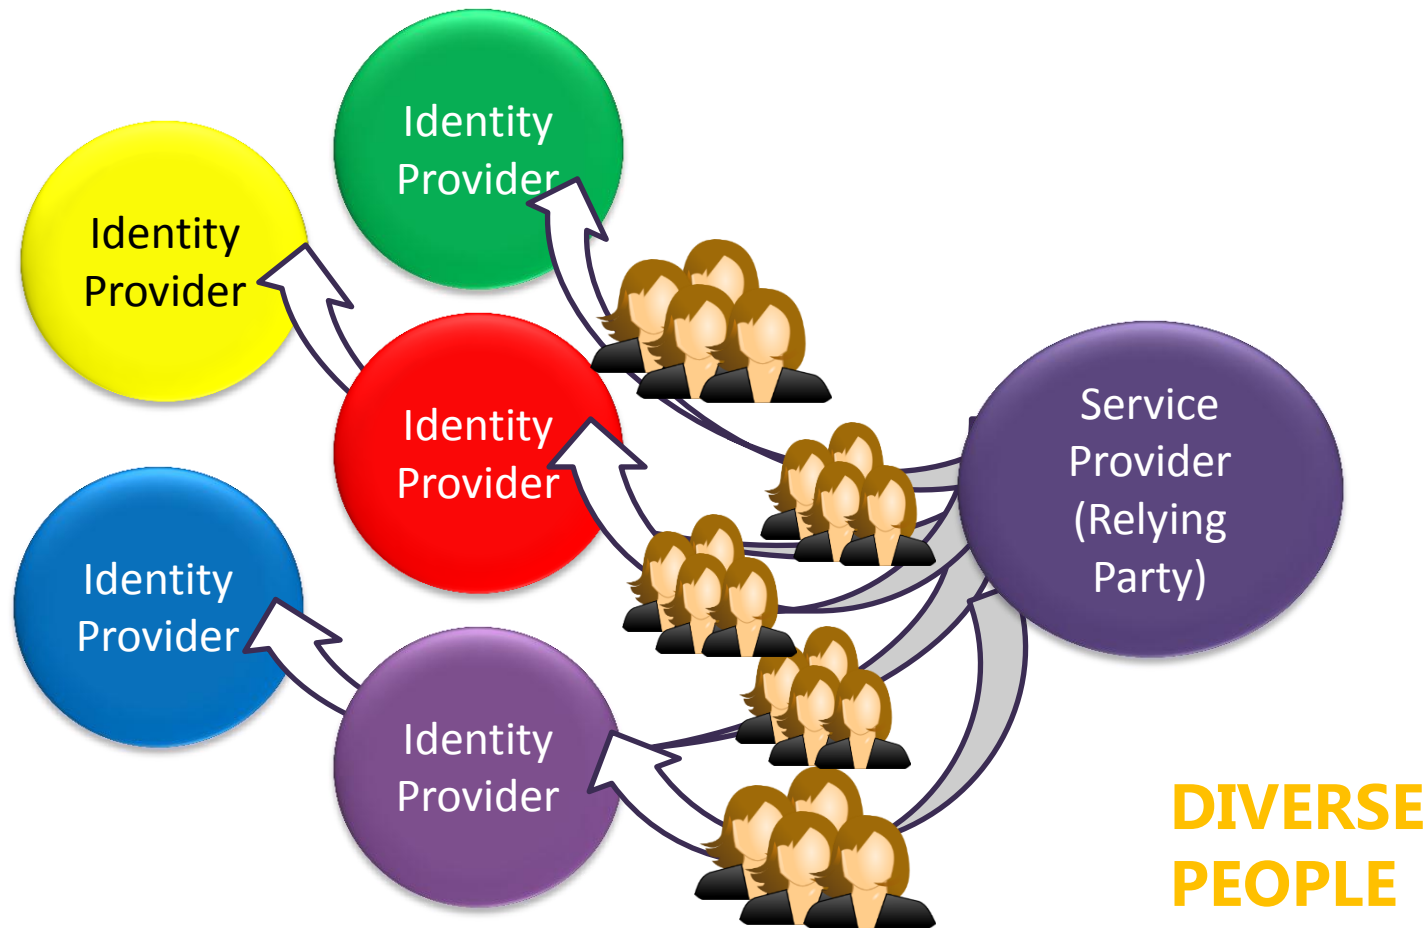 Identity
Provider
Identity
Provider
Identity
Provider
Service
Provider
(Relying
Party)
Identity
Provider
Identity
Provider
DIVERSE
PEOPLE